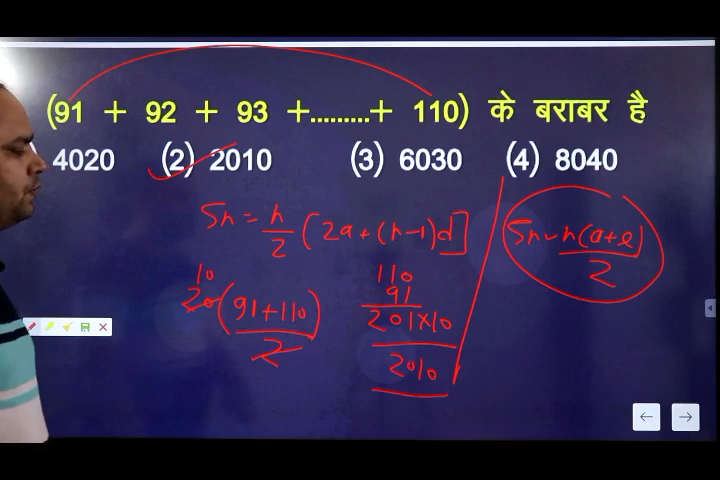 (91 + 92 + 93 +.........+ 110) के बराबर है
4020 (2) 2010 (3) 6030 (4) 8040
Sn = n/2 (2a + (n-1)d]
Sn = n(a+l)/2
10
20 (91+110)/2
110
91
201×10
2010